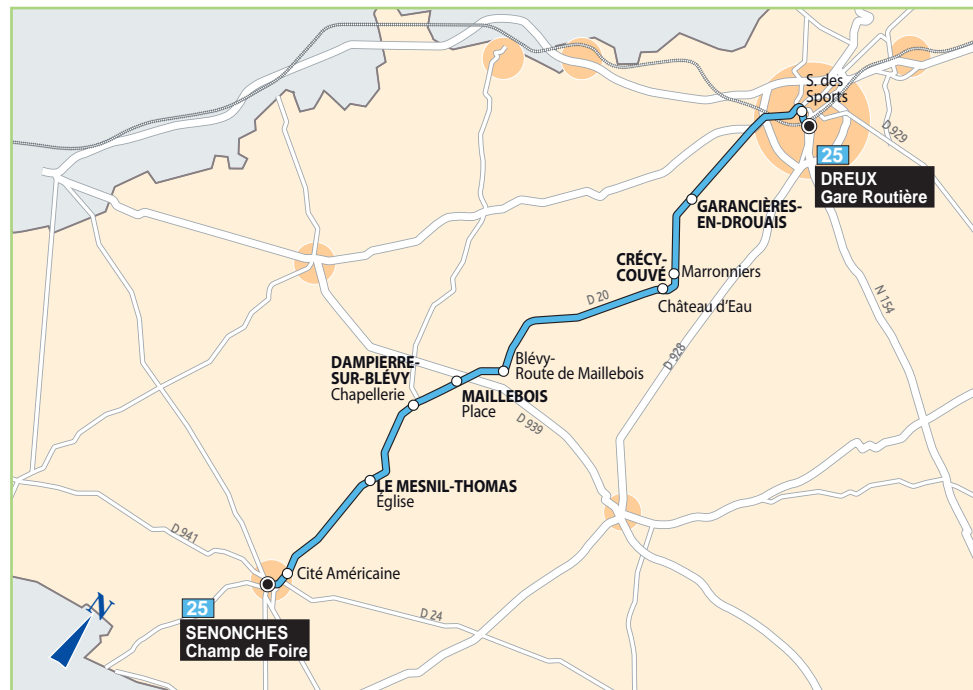 S. des
Sports
D 929
25
DREUX
Gare Routière
GARANCIÈRES-
EN-DROUAIS
CRÉCY-
COUVÉ
Marronniers
Château d'Eau
D 20
N 154
D 928
Blévy-
Route de Maillebois
DAMPIERRE-
SUR-BLÉVY
Chapellerie
MAILLEBOIS
Place
D 939
LE MESNIL-THOMAS
Église
D 941
Cité Américaine
D 24
25
SENONCHES
Champ de Foire
N